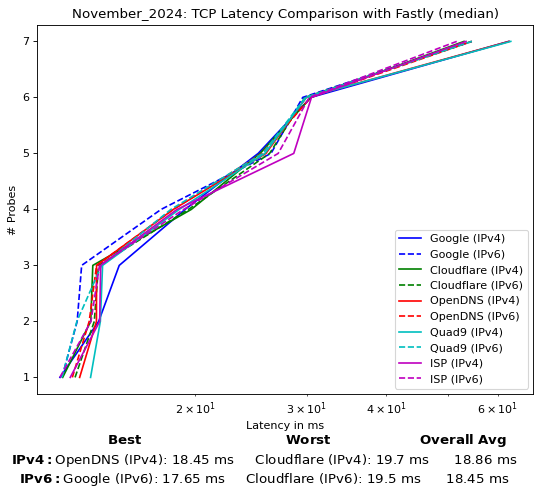 November_2024: TCP Latency Comparison with Fastly (median)
7
6
5
4
3
2
1
# Probes
Google (IPv4)
Google (IPv6)
Cloudflare (IPv4)
Cloudflare (IPv6)
OpenDNS (IPv4)
OpenDNS (IPv6)
Quad9 (IPv4)
Quad9 (IPv6)
ISP (IPv4)
ISP (IPv6)
2 × 10¹ 3 × 10¹ 4 × 10¹ 6 × 10¹
Latency in ms
Best Worst Overall Avg
IPv4: OpenDNS (IPv4): 18.45 ms Cloudflare (IPv4): 19.7 ms 18.86 ms
IPv6: Google (IPv6): 17.65 ms Cloudflare (IPv6): 19.5 ms 18.45 ms